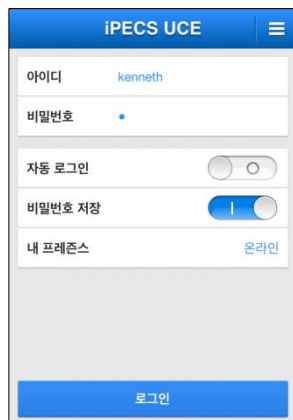 iPECS UCE
아이디 kenneth
비밀번호 •
자동 로그인
비밀번호 저장
내 프레즌스 온라인
로그인